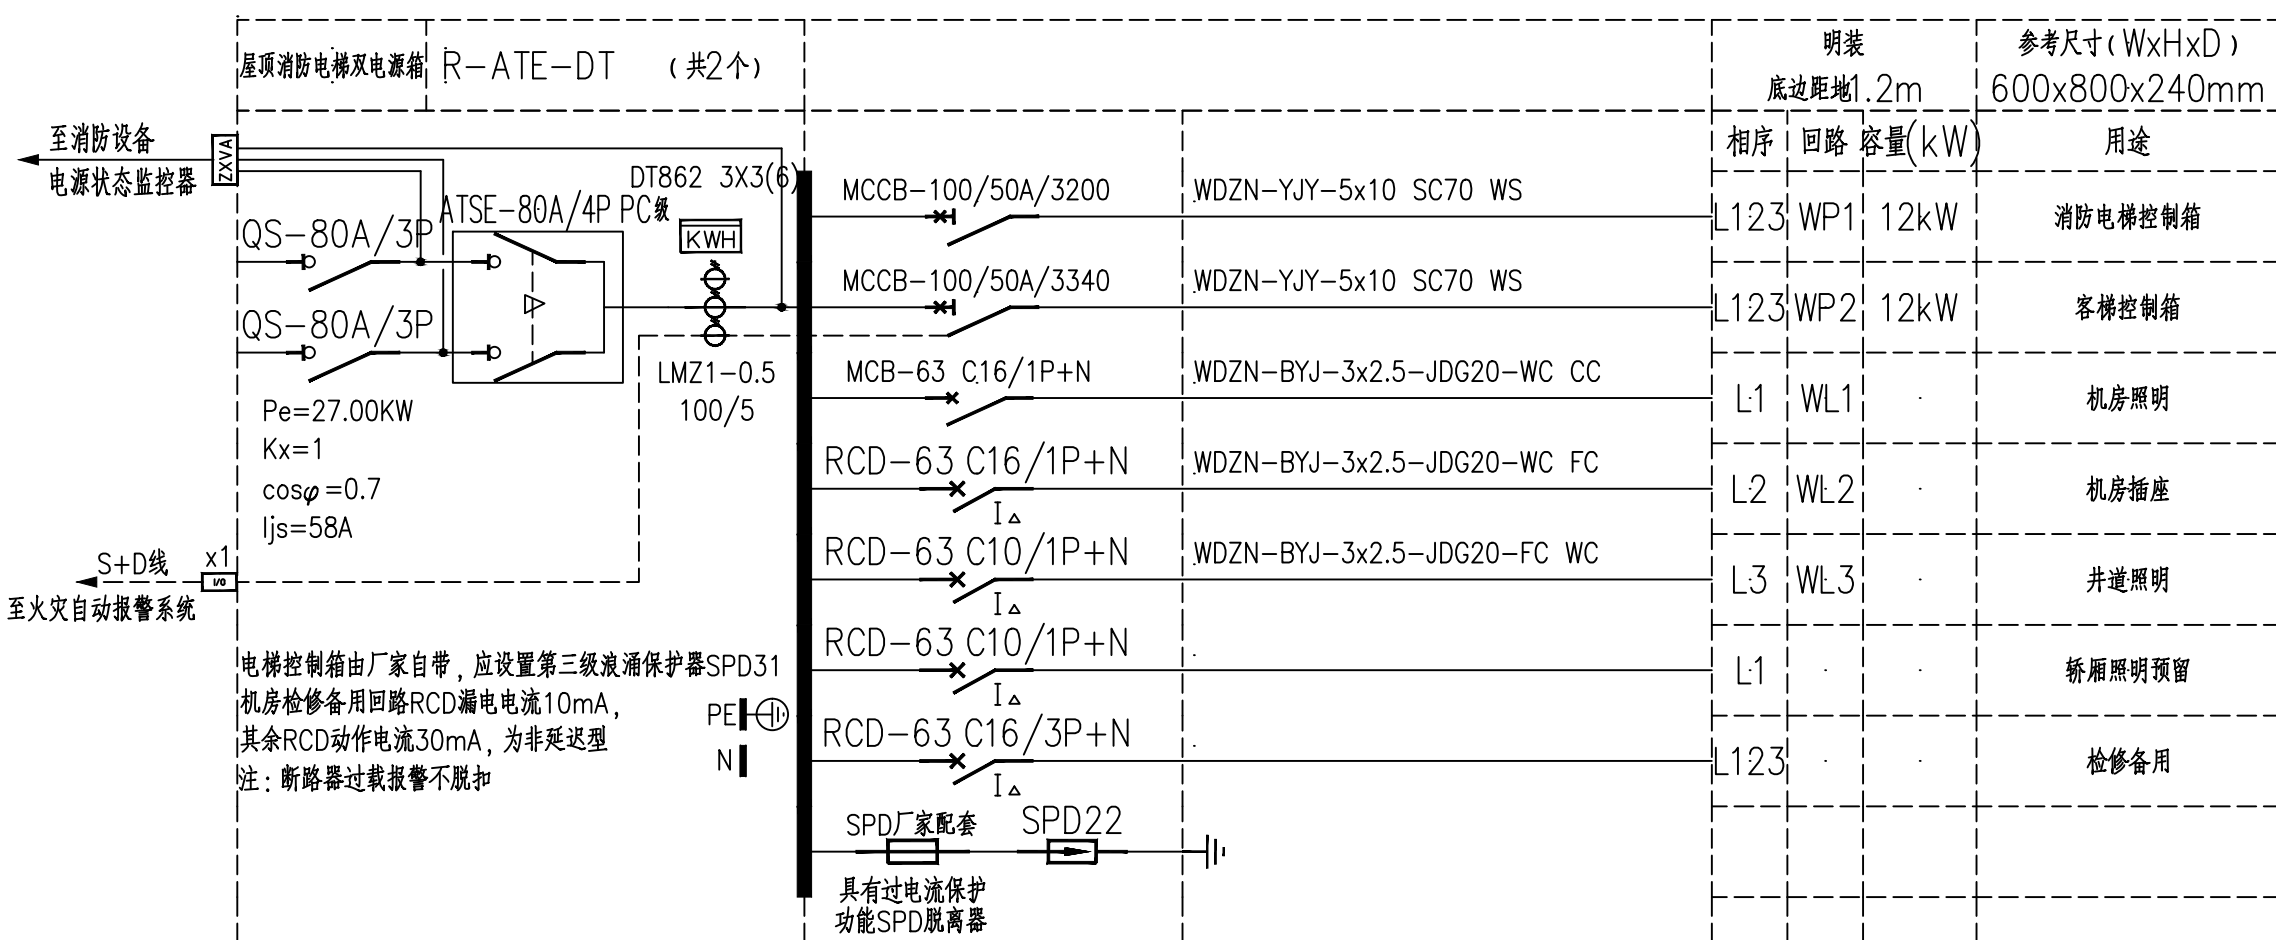 屋顶消防电梯双电源箱 R-ATE-DT （共2个）
明装
底边距地1.2m
参考尺寸(WxHxD)
600x800x240mm
相序 回路 容量(kW) 用途
至消防设备
电源状态监控器
ZXVA
QS-80A/3P
QS-80A/3P
ATSE-80A/4P PC级
DT862 3X3(6)
KWH
LMZ1-0.5
100/5
Pe=27.00KW
Kx=1
cosφ=0.7
Ijs=58A
S+D线 x1
I/O
至火灾自动报警系统
MCCB-100/50A/3200 WDZN-YJY-5x10 SC70 WS L123 WP1 12kW 消防电梯控制箱
MCCB-100/50A/3340 WDZN-YJY-5x10 SC70 WS L123 WP2 12kW 客梯控制箱
MCB-63 C16/1P+N WDZN-BYJ-3x2.5-JDG20-WC CC L1 WL1 机房照明
RCD-63 C16/1P+N WDZN-BYJ-3x2.5-JDG20-WC FC L2 WL2 机房插座
I△
RCD-63 C10/1P+N WDZN-BYJ-3x2.5-JDG20-FC WC L3 WL3 井道照明
I△
RCD-63 C10/1P+N L1 轿厢照明预留
I△
RCD-63 C16/3P+N L123 检修备用
I△
电梯控制箱由厂家自带，应设置第三级浪涌保护器SPD31
机房检修备用回路RCD漏电电流10mA，
其余RCD动作电流30mA，为非延迟型
注：断路器过载报警不脱扣
PE
N
SPD厂家配套 SPD22
具有过电流保护
功能SPD脱离器